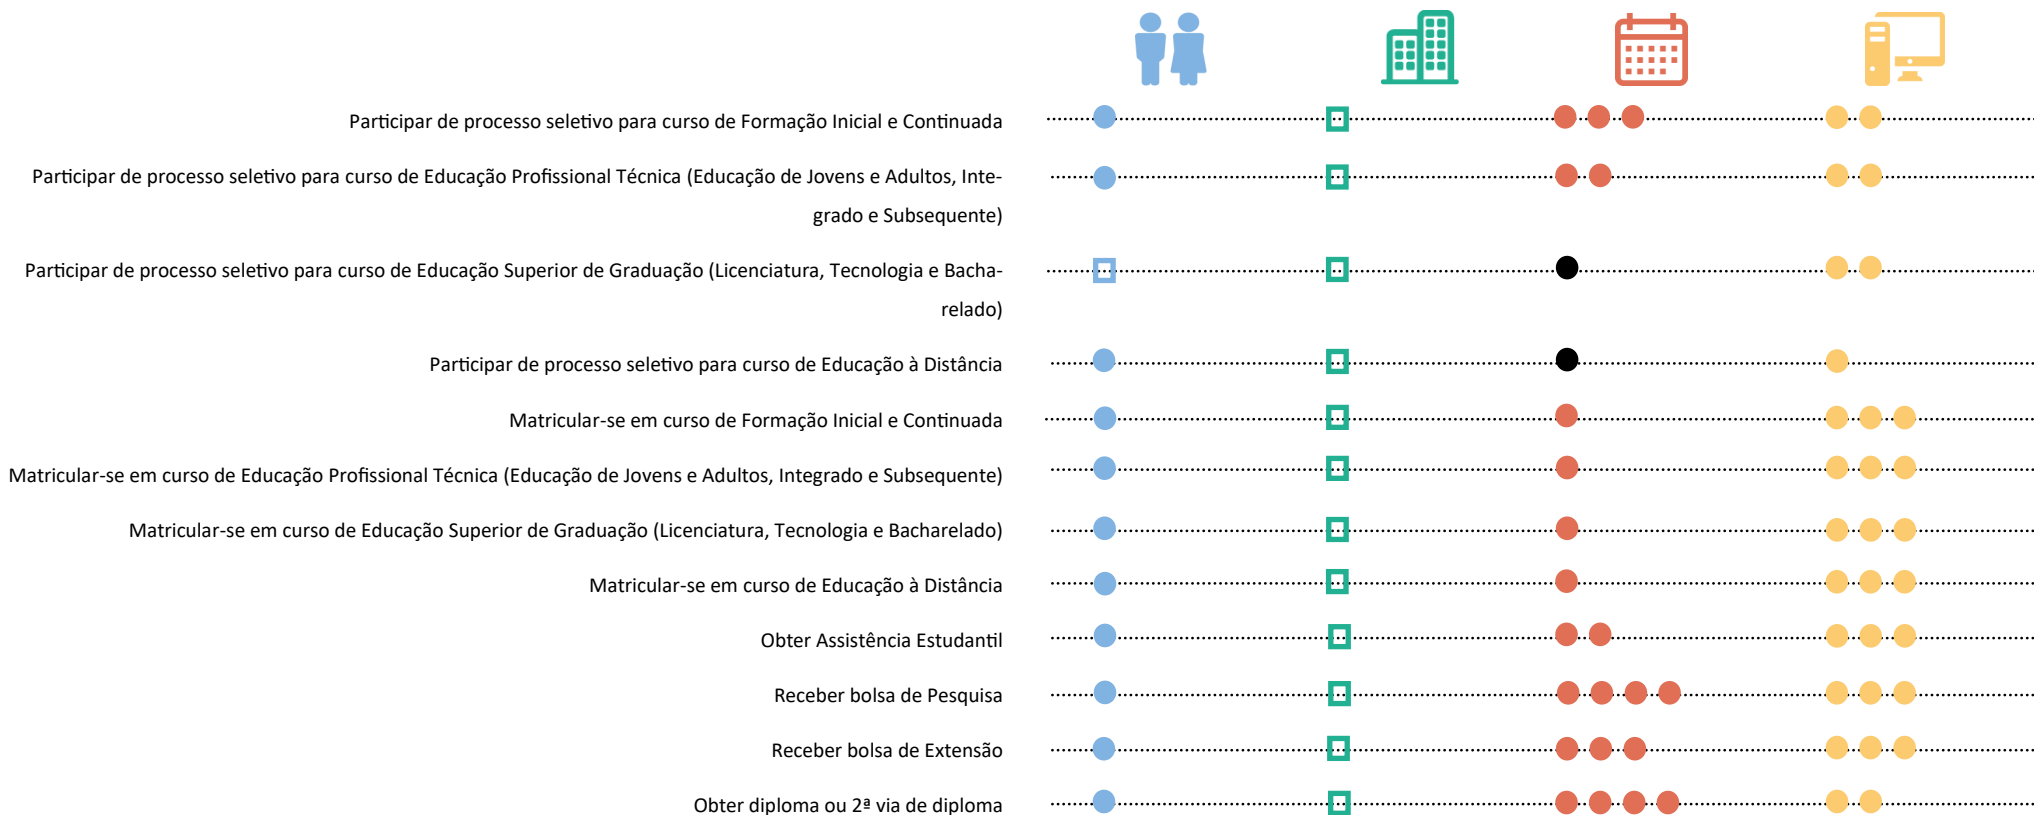 Participar de processo seletivo para curso de Formação Inicial e Continuada
Participar de processo seletivo para curso de Educação Profissional Técnica (Educação de Jovens e Adultos, Inte-
grado e Subsequente)
Participar de processo seletivo para curso de Educação Superior de Graduação (Licenciatura, Tecnologia e Bacha-
relado)
Participar de processo seletivo para curso de Educação à Distância
Matricular-se em curso de Formação Inicial e Continuada
Matricular-se em curso de Educação Profissional Técnica (Educação de Jovens e Adultos, Integrado e Subsequente)
Matricular-se em curso de Educação Superior de Graduação (Licenciatura, Tecnologia e Bacharelado)
Matricular-se em curso de Educação à Distância
Obter Assistência Estudantil
Receber bolsa de Pesquisa
Receber bolsa de Extensão
Obter diploma ou 2ª via de diploma